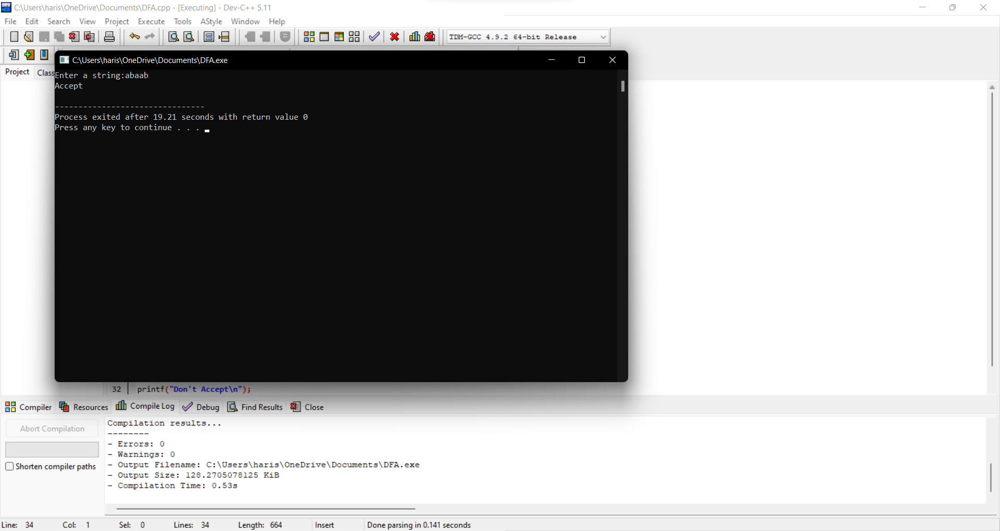 C:\Users\haris\OneDrive\Documents\DFA.cpp - [Executing] - Dev-C++ 5.11
File Edit Search View Project Execute Tools AStyle Window Help
TDM-GCC 4.9.2 64-bit Release
C:\Users\haris\OneDrive\Documents\DFA.exe
Project Class
Enter a string:abaab
Accept
--------------------------------
Process exited after 19.21 seconds with return value 0
Press any key to continue . . .
32 printf("Don't Accept\n");
Compiler Resources Compile Log Debug Find Results Close
Abort Compilation
Shorten compiler paths
Compilation results...
--------
- Errors: 0
- Warnings: 0
- Output Filename: C:\Users\haris\OneDrive\Documents\DFA.exe
- Output Size: 128.2705078125 KiB
- Compilation Time: 0.53s
Line: 34 Col: 1 Sel: 0 Lines: 34 Length: 664 Insert Done parsing in 0.141 seconds